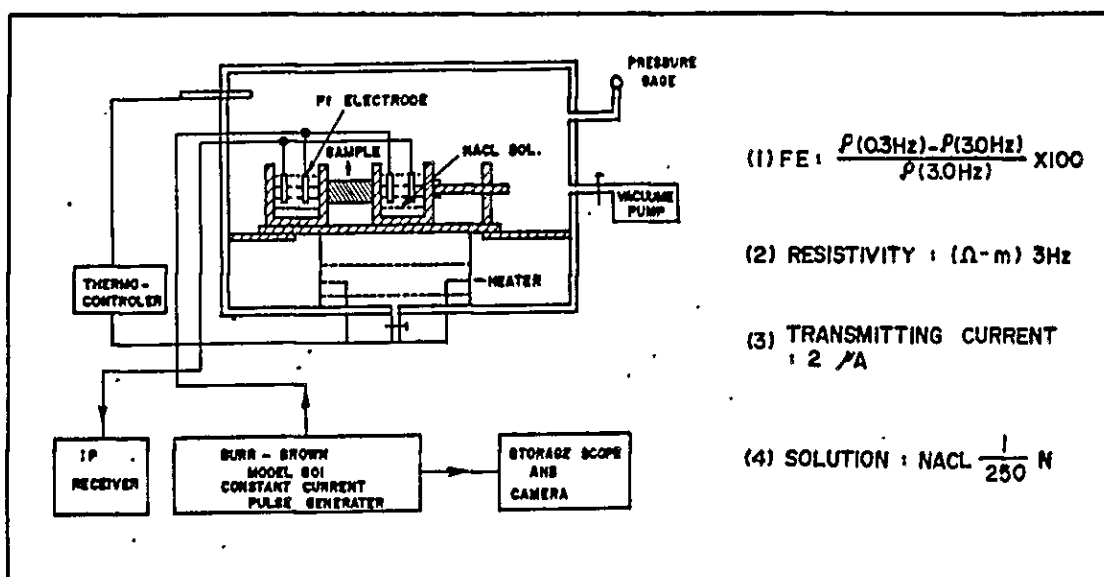 PRESSURE
GAGE
Pt ELECTRODE
SAMPLE
NACL SOL.
VACUUME
PUMP
THERMO-
CONTROLER
HEATER
IP
RECEIVER
BURR - BROWN
MODEL 801
CONSTANT CURRENT
PULSE GENERATER
STORAGE SCOPE
AHS
CAMERA
(1) FE : ρ(0.3Hz)-ρ(3.0Hz) / ρ(3.0Hz) X100
(2) RESISTIVITY : (Ω-m) 3Hz
(3) TRANSMITTING CURRENT
: 2 μA
(4) SOLUTION : NACL 1/250 N